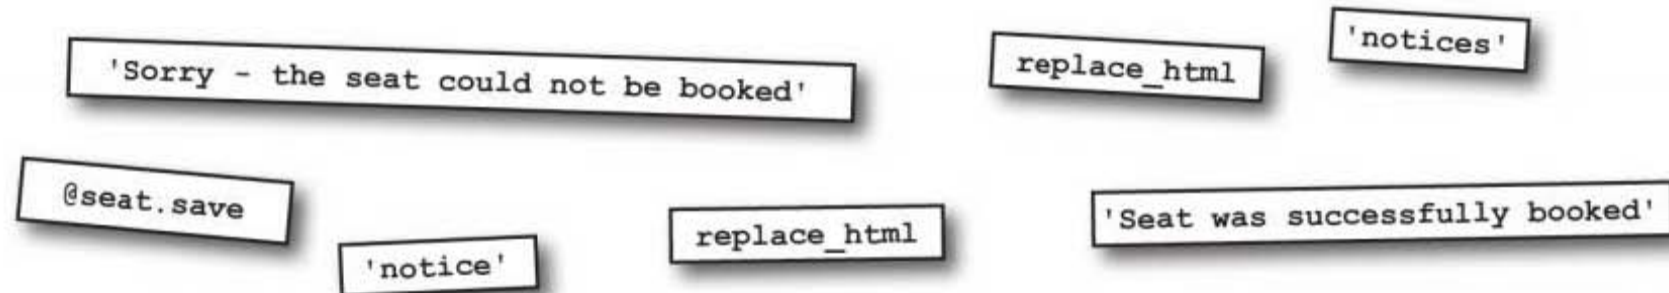 'Sorry - the seat could not be booked'
replace_html
'notices'
@seat.save
'notice'
replace_html
'Seat was successfully booked'